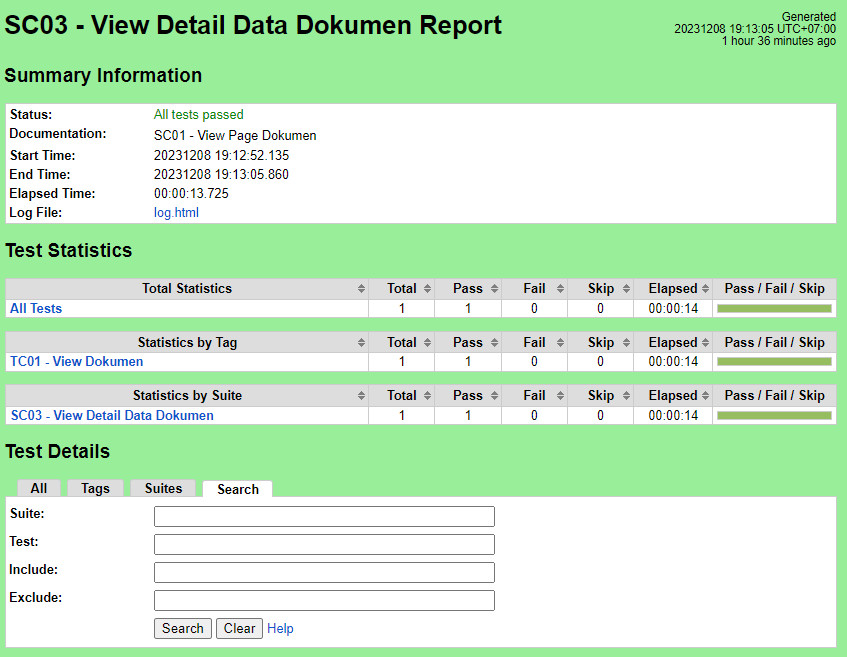 SC03 - View Detail Data Dokumen Report
Generated
20231208 19:13:05 UTC+07:00
1 hour 36 minutes ago
Summary Information
Status: All tests passed
Documentation: SC01 - View Page Dokumen
Start Time: 20231208 19:12:52.135
End Time: 20231208 19:13:05.860
Elapsed Time: 00:00:13.725
Log File: log.html
Test Statistics
Total Statistics Total Pass Fail Skip Elapsed Pass / Fail / Skip
All Tests 1 1 0 0 00:00:14
Statistics by Tag Total Pass Fail Skip Elapsed Pass / Fail / Skip
TC01 - View Dokumen 1 1 0 0 00:00:14
Statistics by Suite Total Pass Fail Skip Elapsed Pass / Fail / Skip
SC03 - View Detail Data Dokumen 1 1 0 0 00:00:14
Test Details
All Tags Suites Search
Suite:
Test:
Include:
Exclude:
Search Clear Help